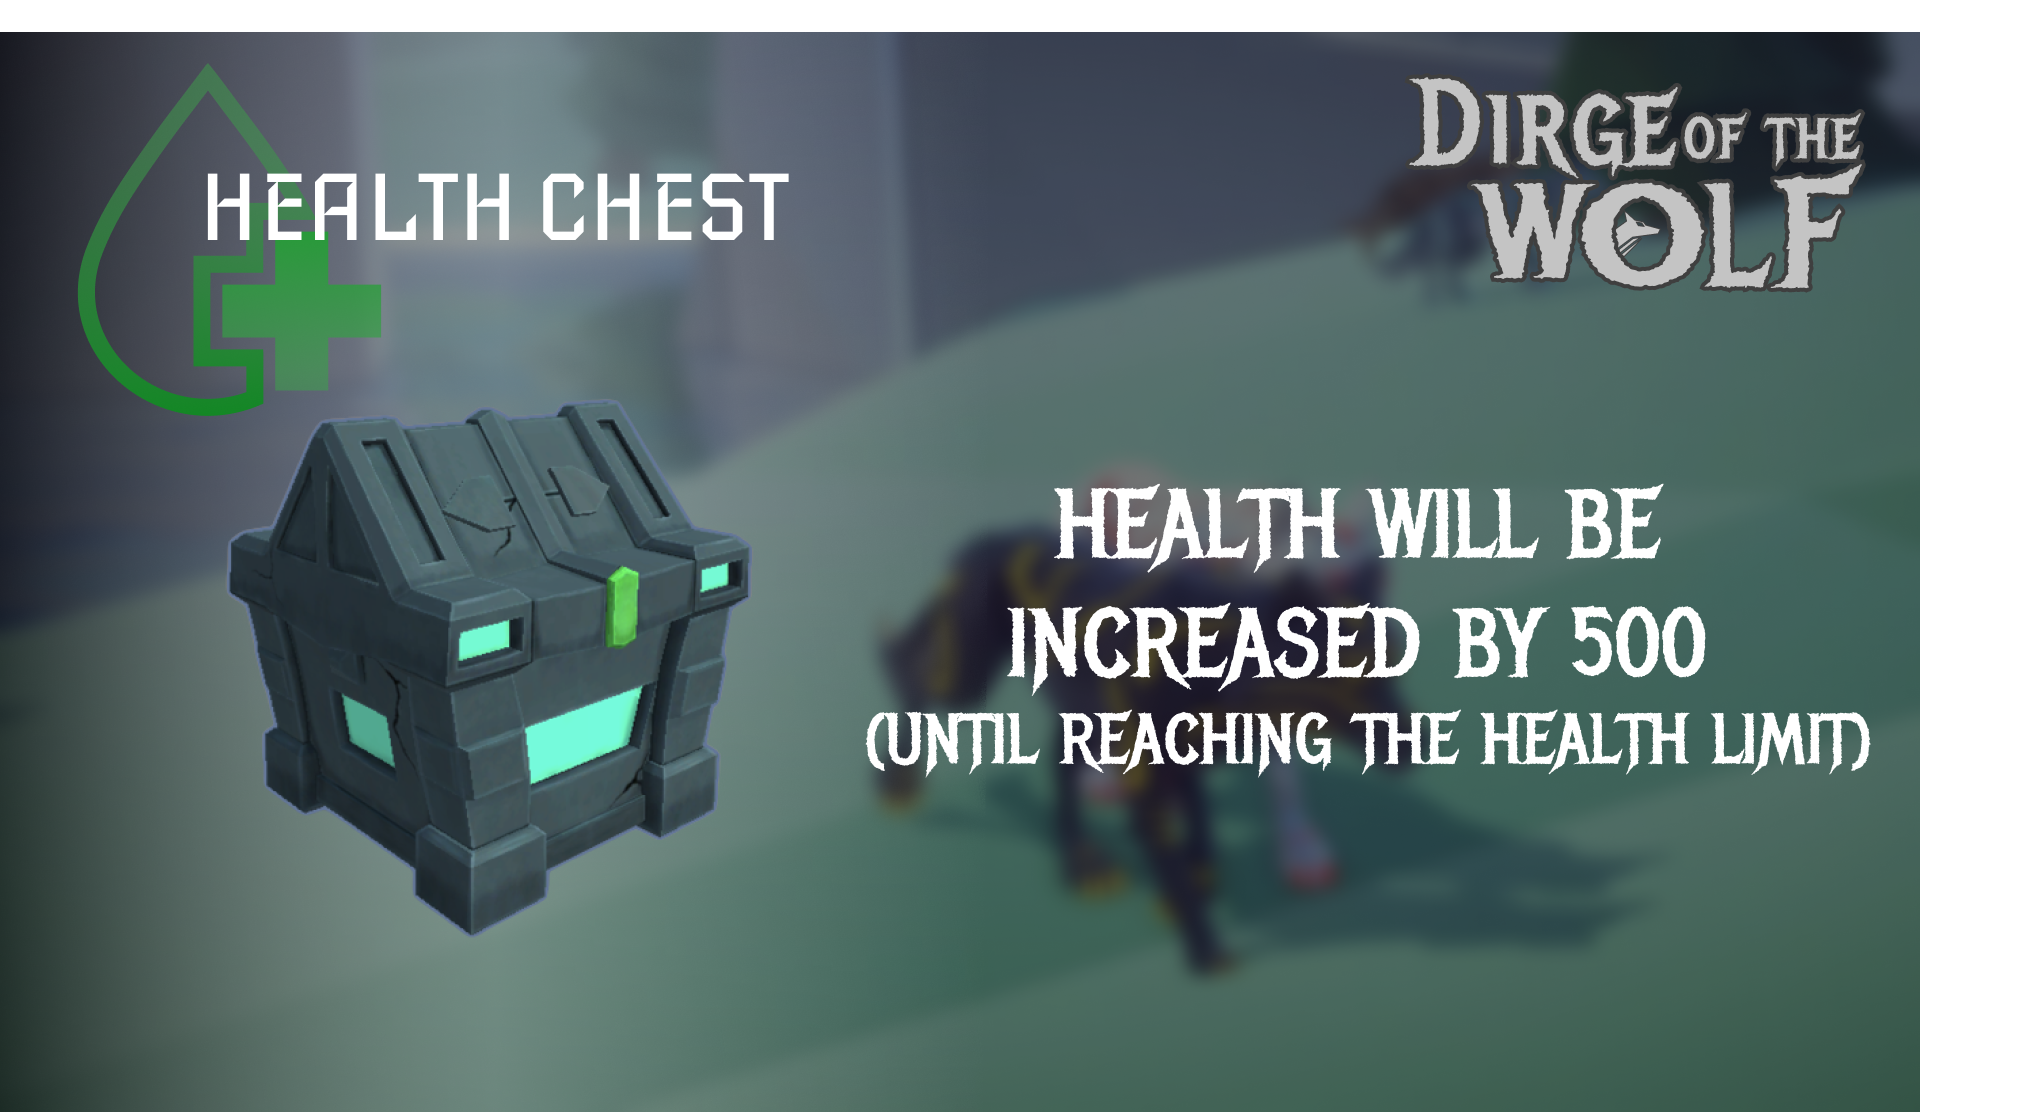 HEALTH CHEST
DIRGE OF THE
WOLF
HEALTH WILL BE
INCREASED BY 500
(UNTIL REACHING THE HEALTH LIMIT)